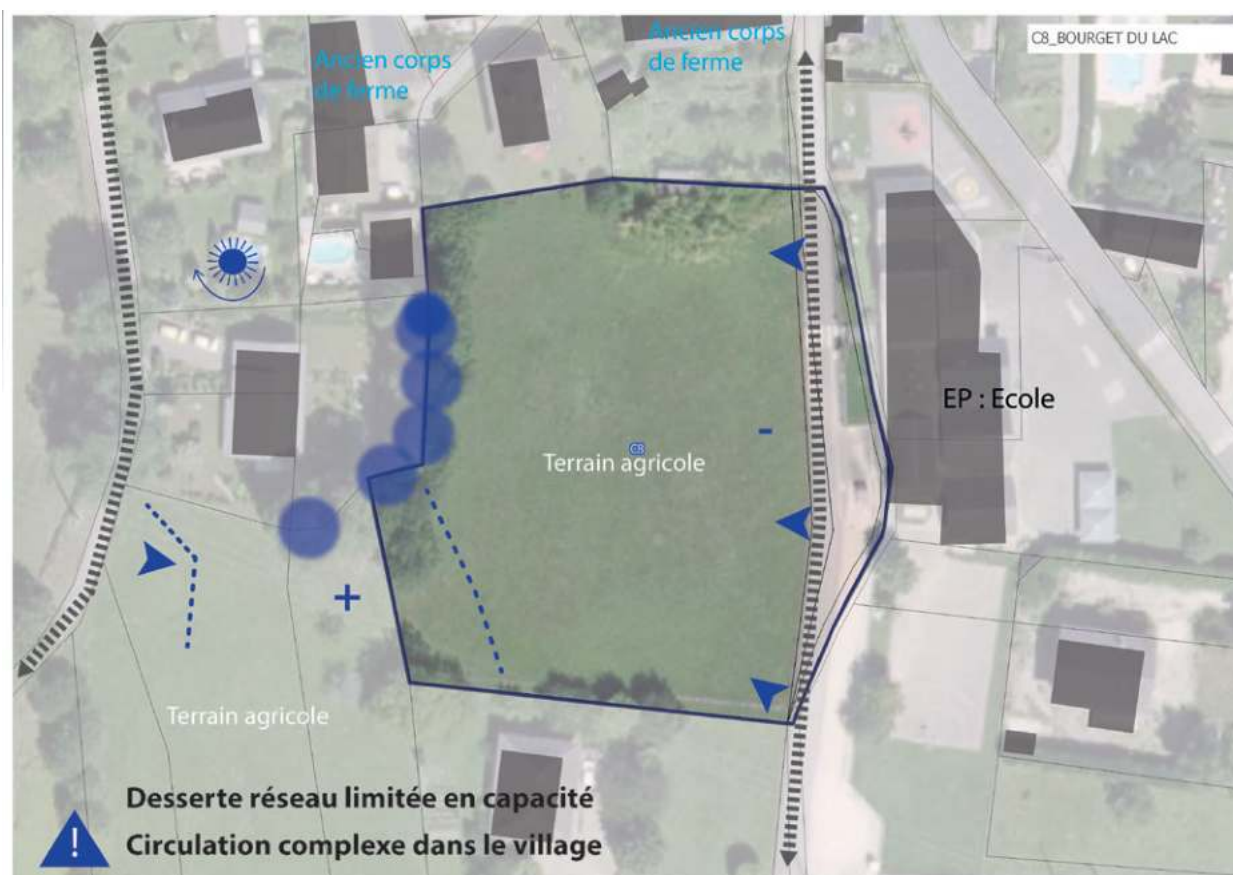 C8_BOURGET DU LAC
Ancien corps
de ferme
Ancien corps
de ferme
EP : Ecole
-
C8
Terrain agricole
+
Terrain agricole
Desserte réseau limitée en capacité
!
Circulation complexe dans le village